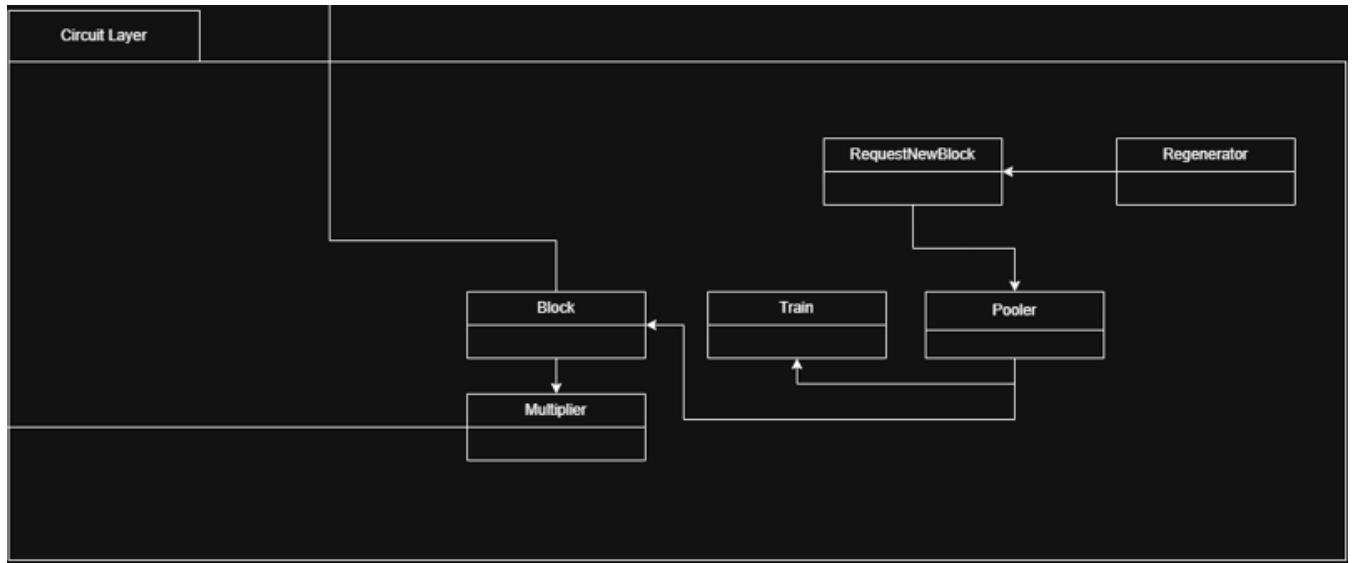 Circuit Layer
RequestNewBlock
Regenerator
Block
Train
Pooler
Multiplier